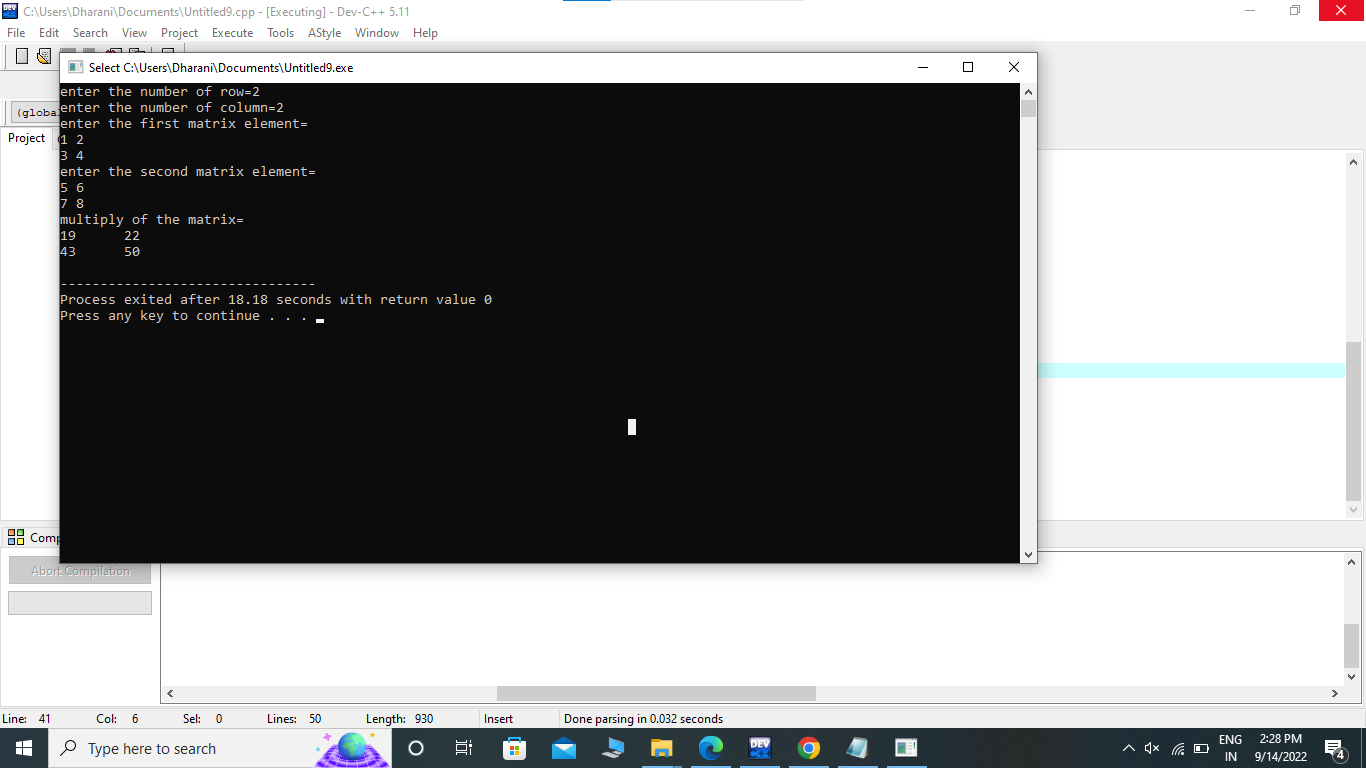 C:\Users\Dharani\Documents\Untitled9.cpp - [Executing] - Dev-C++ 5.11
File Edit Search View Project Execute Tools AStyle Window Help
Select C:\Users\Dharani\Documents\Untitled9.exe
enter the number of row=2
enter the number of column=2
enter the first matrix element=
1 2
3 4
enter the second matrix element=
5 6
7 8
multiply of the matrix=
19 22
43 50
--------------------------------
Process exited after 18.18 seconds with return value 0
Press any key to continue . . .
Project
Abort Compilation
Line: 41 Col: 6 Sel: 0 Lines: 50 Length: 930 Insert Done parsing in 0.032 seconds
Type here to search
DEV
ENG
IN
2:28 PM
9/14/2022
4